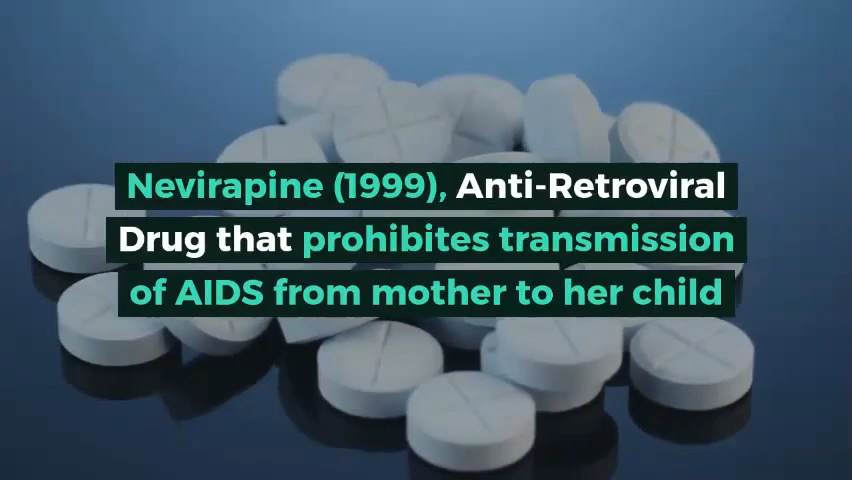 Nevirapine (1999), Anti-Retroviral
Drug that prohibites transmission
of AIDS from mother to her child